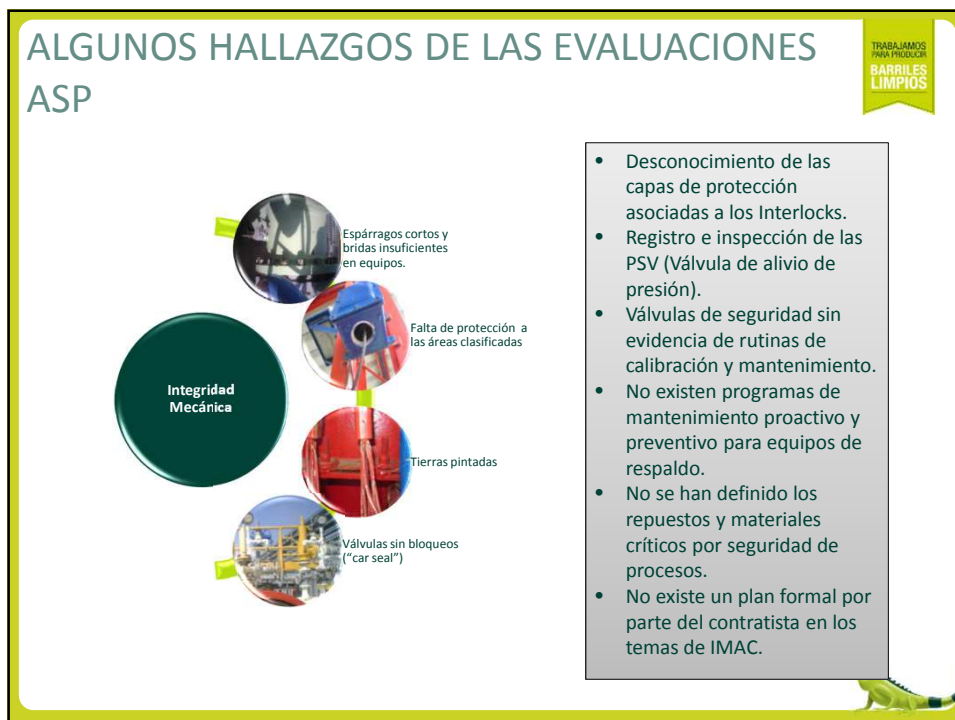 ALGUNOS HALLAZGOS DE LAS EVALUACIONES
ASP
TRABAJAMOS
PARA PRODUCIR
BARRILES
LIMPIOS
Integridad
Mecánica
Espárragos cortos y
bridas insuficientes
en equipos.
Falta de protección a
las áreas clasificadas
Tierras pintadas
Válvulas sin bloqueos
("car seal")
• Desconocimiento de las
capas de protección
asociadas a los Interlocks.
• Registro e inspección de las
PSV (Válvula de alivio de
presión).
• Válvulas de seguridad sin
evidencia de rutinas de
calibración y mantenimiento.
• No existen programas de
mantenimiento proactivo y
preventivo para equipos de
respaldo.
• No se han definido los
repuestos y materiales
críticos por seguridad de
procesos.
• No existe un plan formal por
parte del contratista en los
temas de IMAC.